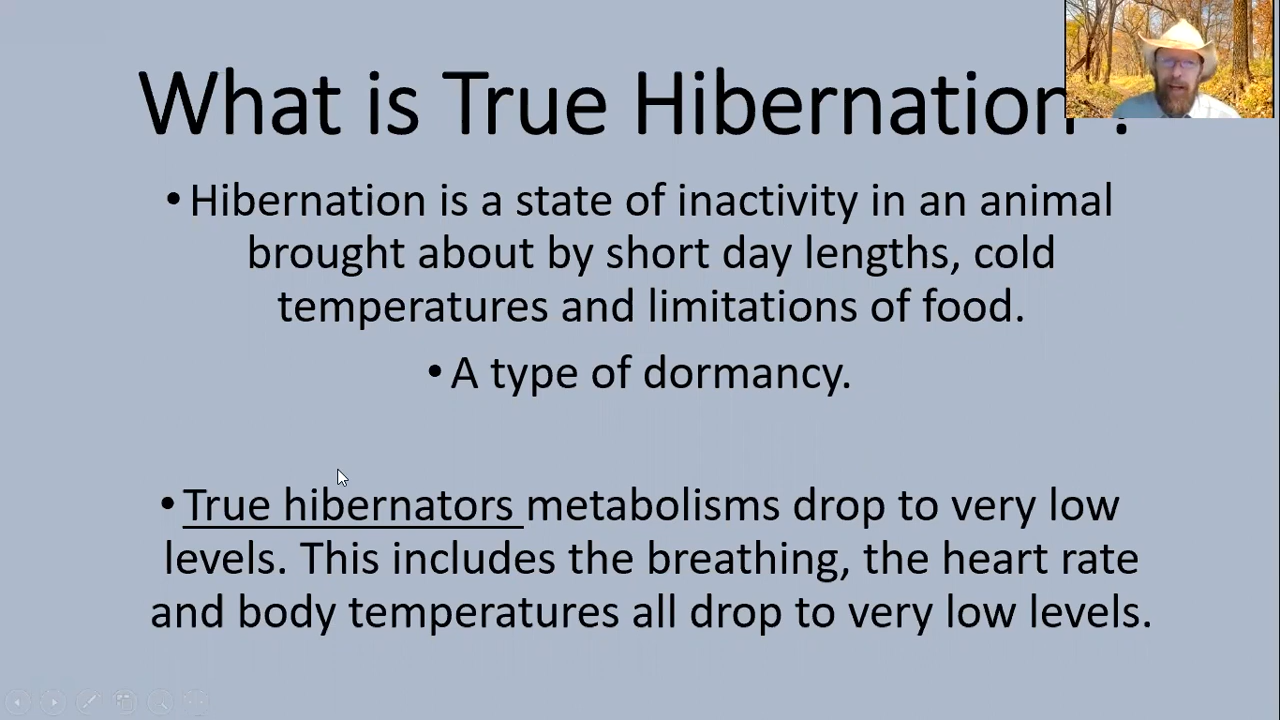 What is True Hibernation ?
• Hibernation is a state of inactivity in an animal
brought about by short day lengths, cold
temperatures and limitations of food.
• A type of dormancy.
• True hibernators metabolisms drop to very low
levels. This includes the breathing, the heart rate
and body temperatures all drop to very low levels.